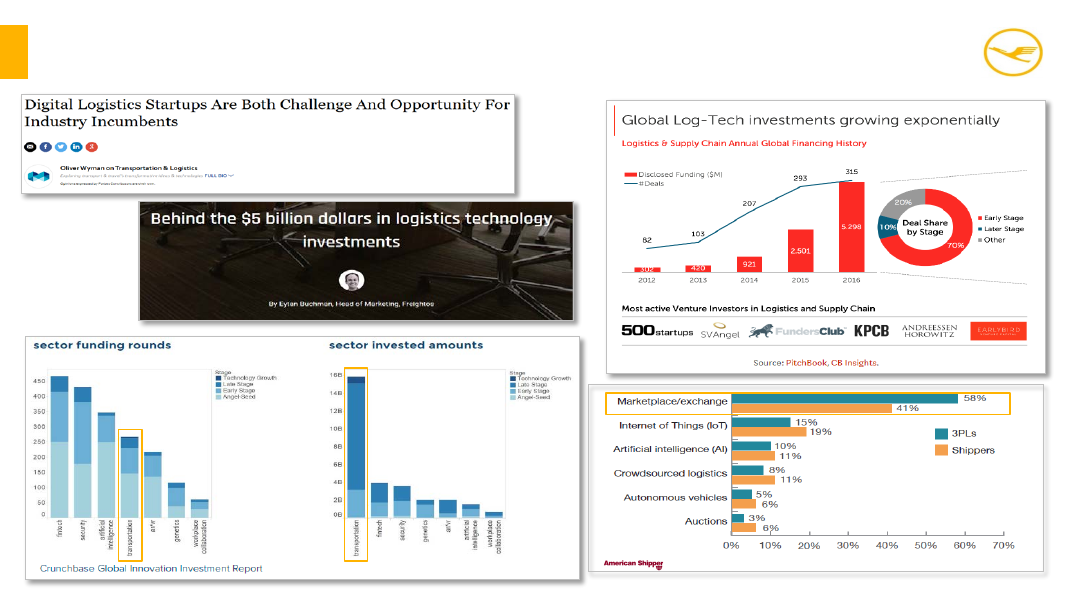 Digital Logistics Startups Are Both Challenge And Opportunity For
Industry Incumbents
Oliver Wyman on Transportation & Logistics
FULL BIO
Behind the $5 billion dollars in logistics technology
investments
By Eytan Buchman, Head of Marketing, Freightos
sector funding rounds
Stage
Technology Growth
Late Stage
Early Stage
Angel-Seed
450
400
350
300
250
200
150
100
50
0
fintech
security
artificial
intelligence
transportation
ar/vr
genetics
workplace
collaboration
sector invested amounts
Stage
Technology Growth
Late Stage
Early Stage
Angel-Seed
16B
14B
12B
10B
8B
6B
4B
2B
0B
transportation
fintech
security
genetics
ar/vr
artificial
intelligence
workplace
collaboration
Crunchbase Global Innovation Investment Report
Global Log-Tech investments growing exponentially
Logistics & Supply Chain Annual Global Financing History
Disclosed Funding ($M)
#Deals
82
103
207
293
315
302
420
921
2.501
5.298
2012
2013
2014
2015
2016
20%
10%
70%
Deal Share
by Stage
Early Stage
Later Stage
Other
Most active Venture Investors in Logistics and Supply Chain
500startups
SVAngel
FundersClub
KPCB
ANDREESSEN
HOROWITZ
EARLYBIRD
Source: PitchBook, CB Insights.
Marketplace/exchange 58%
41%
Internet of Things (IoT) 15%
19%
Artificial intelligence (AI) 10%
11%
Crowdsourced logistics 8%
11%
Autonomous vehicles 5%
6%
Auctions 3%
6%
3PLs
Shippers
0% 10% 20% 30% 40% 50% 60% 70%
American Shipper